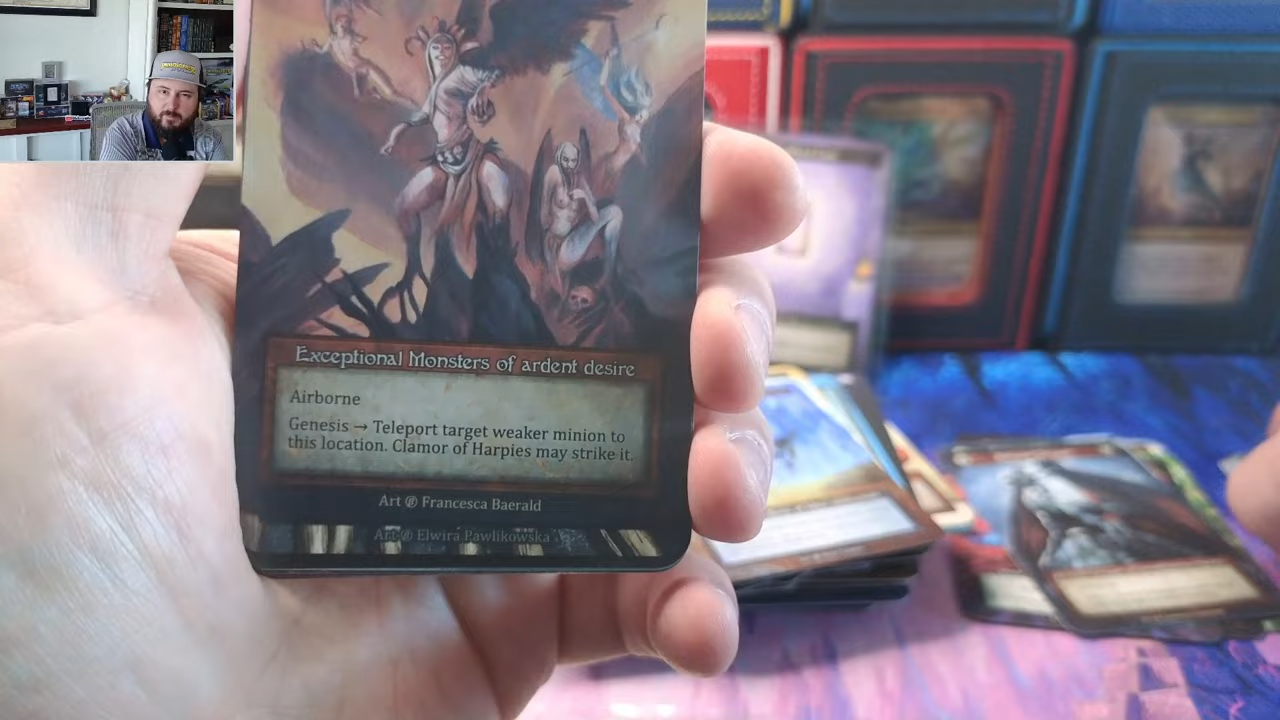 Exceptional Monsters of ardent desire
Airborne
Genesis → Teleport target weaker minion to
this location. Clamor of Harpies may strike it.
Art @ Francesca Baerald
Art @ Elwira Pawlikowska